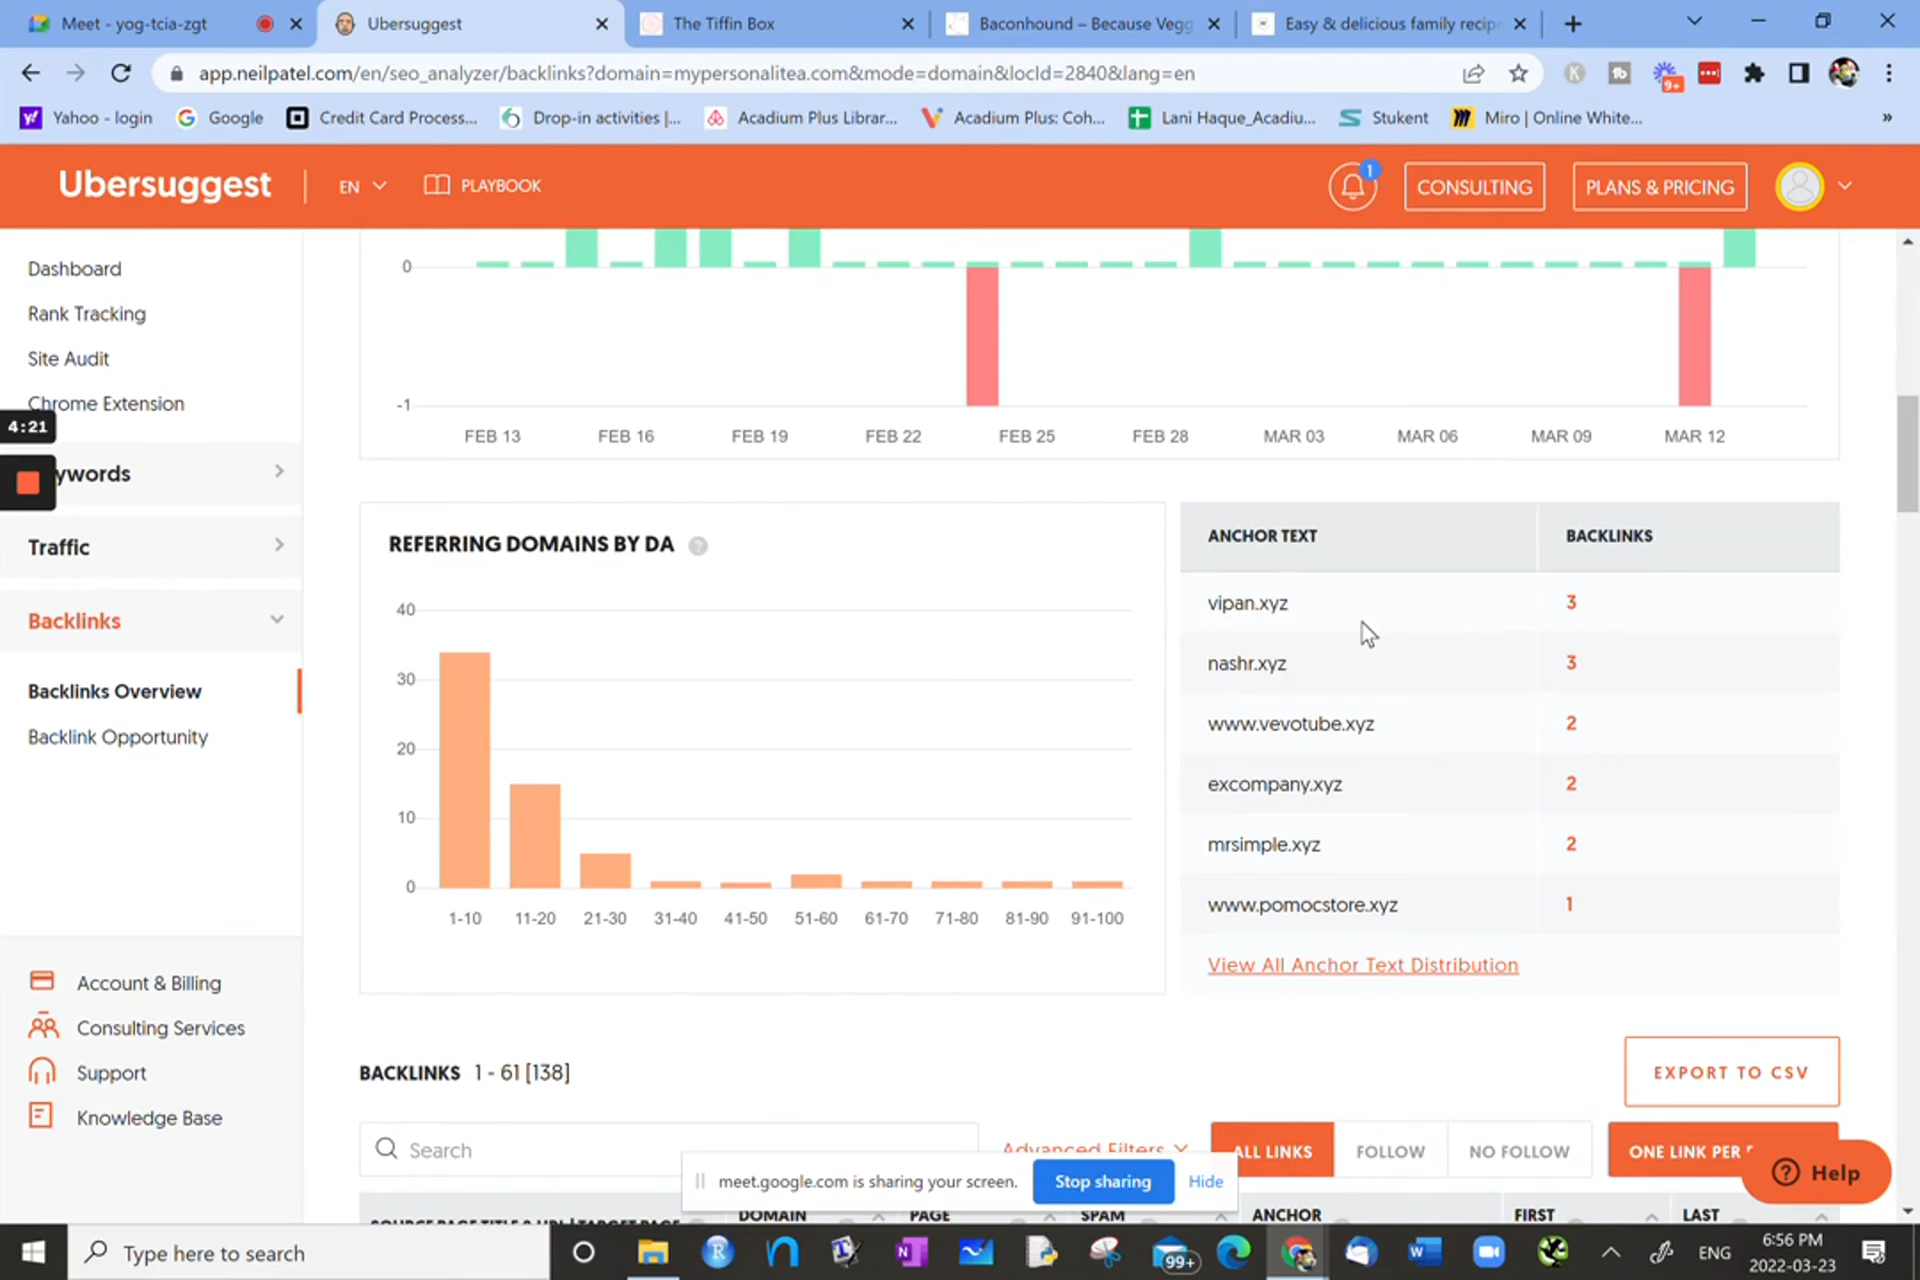 Meet - yog-tcia-zgt
Ubersuggest
The Tiffin Box
Baconhound – Because Vegg
Easy & delicious family recip
app.neilpatel.com/en/seo_analyzer/backlinks?domain=mypersonalitea.com&mode=domain&locId=2840&lang=en
9+
Yahoo - login
Google
Credit Card Process...
Drop-in activities |...
Acadium Plus Librar...
Acadium Plus: Coh...
Lani Haque_Acadiu...
Stukent
Miro | Online White...
»
Ubersuggest
EN
PLAYBOOK
1
CONSULTING
PLANS & PRICING
Dashboard
Rank Tracking
Site Audit
Chrome Extension
4:21
ywords
Traffic
Backlinks
Backlinks Overview
Backlink Opportunity
Account & Billing
Consulting Services
Support
Knowledge Base
0
-1
FEB 13 FEB 16 FEB 19 FEB 22 FEB 25 FEB 28 MAR 03 MAR 06 MAR 09 MAR 12
REFERRING DOMAINS BY DA ?
40
30
20
10
0
1-10 11-20 21-30 31-40 41-50 51-60 61-70 71-80 81-90 91-100
ANCHOR TEXT BACKLINKS
vipan.xyz 3
nashr.xyz 3
www.vevotube.xyz 2
excompany.xyz 2
mrsimple.xyz 2
www.pomocstore.xyz 1
View All Anchor Text Distribution
BACKLINKS 1 - 61 [138]
EXPORT TO CSV
Search
Advanced Filters
ALL LINKS
FOLLOW
NO FOLLOW
ONE LINK PER
? Help
meet.google.com is sharing your screen.
Stop sharing
Hide
SOURCE PAGE TITLE & URL | TARGET PAGE
DOMAIN
PAGE
SPAM
ANCHOR
FIRST
LAST
Type here to search
99+
ENG
6:56 PM
2022-03-23